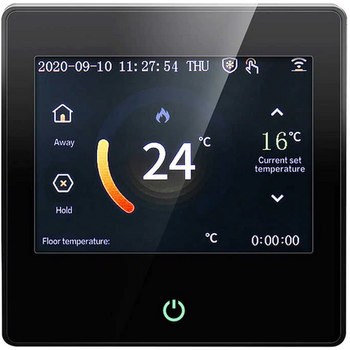 2020-09-10 11:27:54 THU
Away
24 °C
16°C
Current set
temperature
Hold
Floor temperature: °C 0:00:00